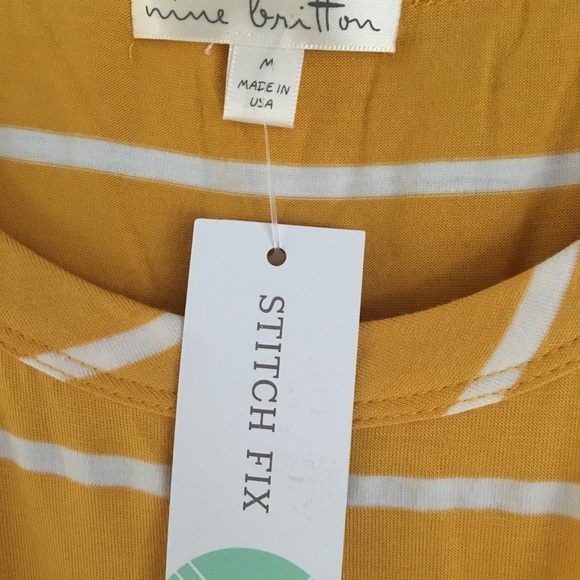 nine britton
M
MADE IN
USA
STITCH FIX